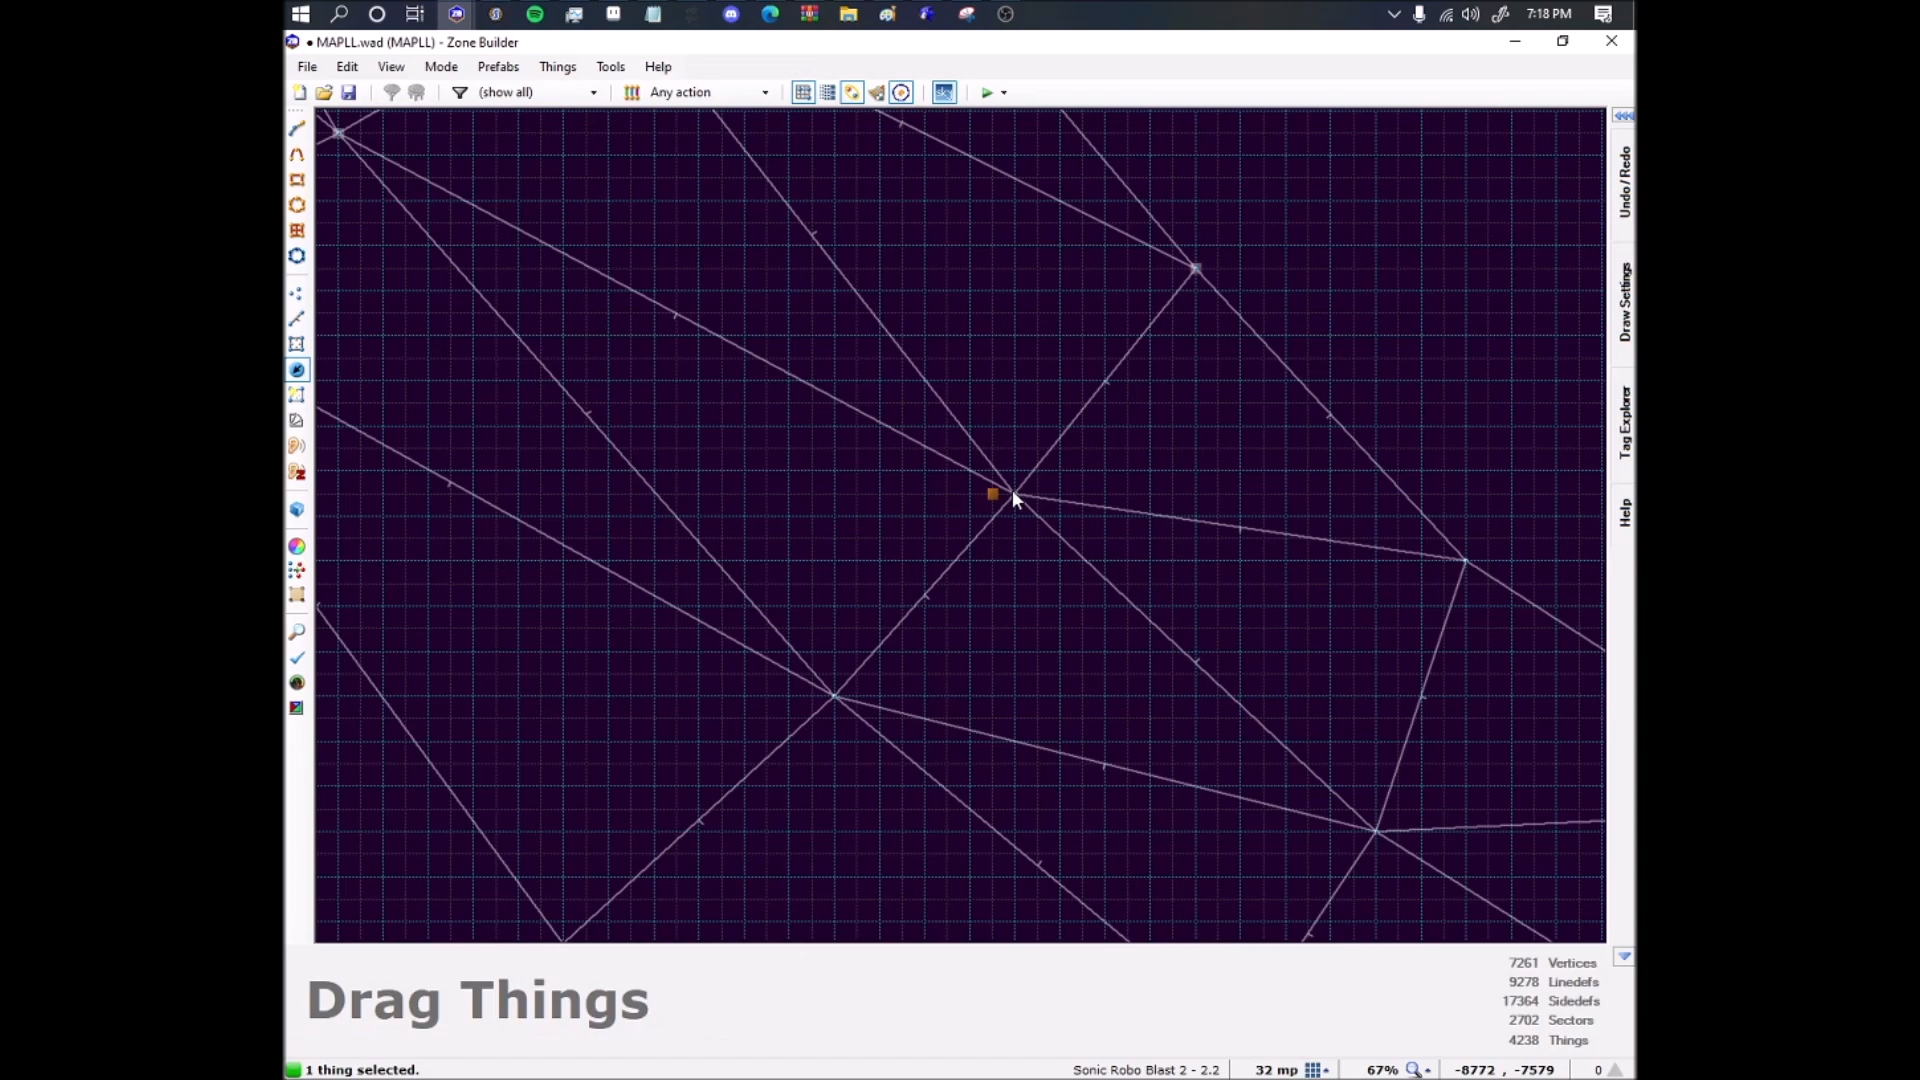 7:18 PM
• MAPLL.wad (MAPLL) - Zone Builder
File Edit View Mode Prefabs Things Tools Help
(show all) Any action
Undo / Redo
Draw Settings
Tag Explorer
Help
Drag Things
7261 Vertices
9278 Linedefs
17364 Sidedefs
2702 Sectors
4238 Things
1 thing selected. Sonic Robo Blast 2 - 2.2 32 mp 67% -8772 , -7579 0